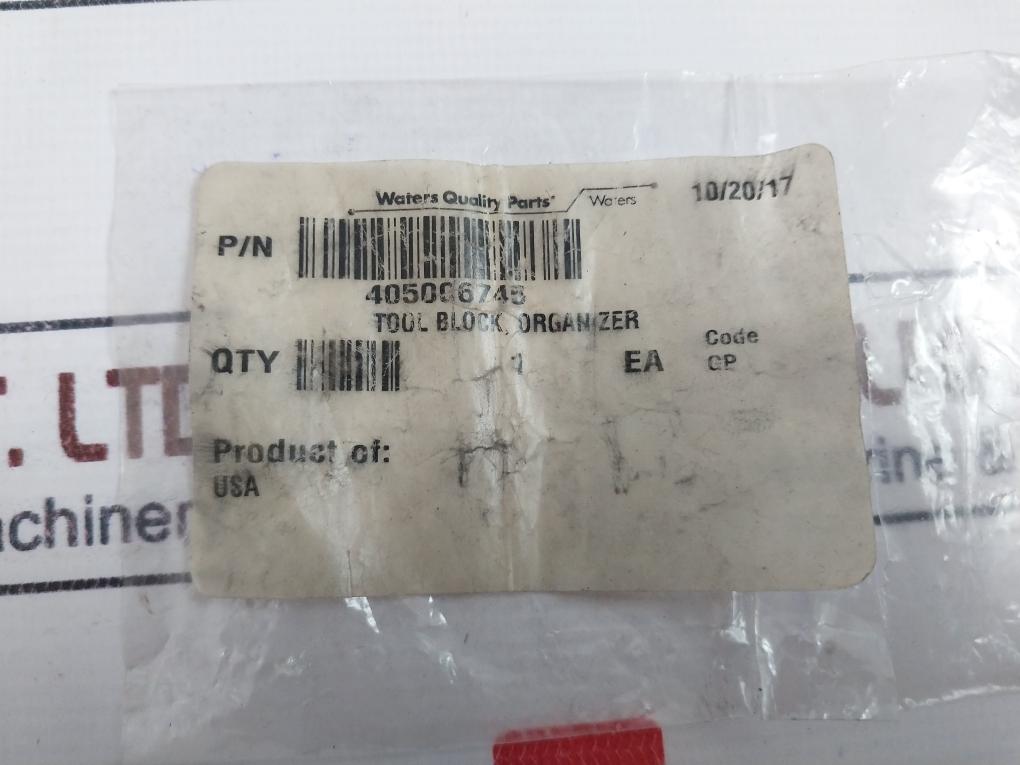 Waters Quality Parts Waters 10/20/17
P/N
405006745
TOOL BLOCK, ORGANIZER
QTY 1 EA Code
GP
Product of:
USA
. LTD
achiner